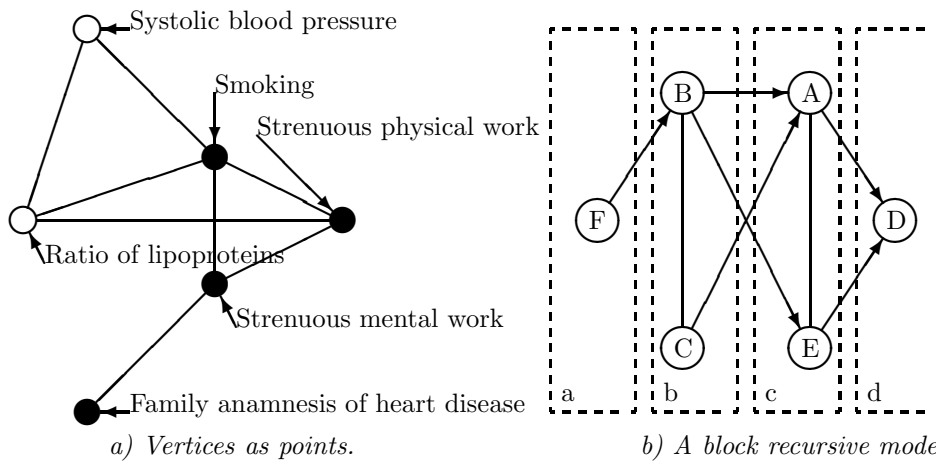 Systolic blood pressure
Smoking
Strenuous physical work
Ratio of lipoproteins
Strenuous mental work
Family anamnesis of heart disease
a) Vertices as points.
B A
F D
C E
a b c d
b) A block recursive mode